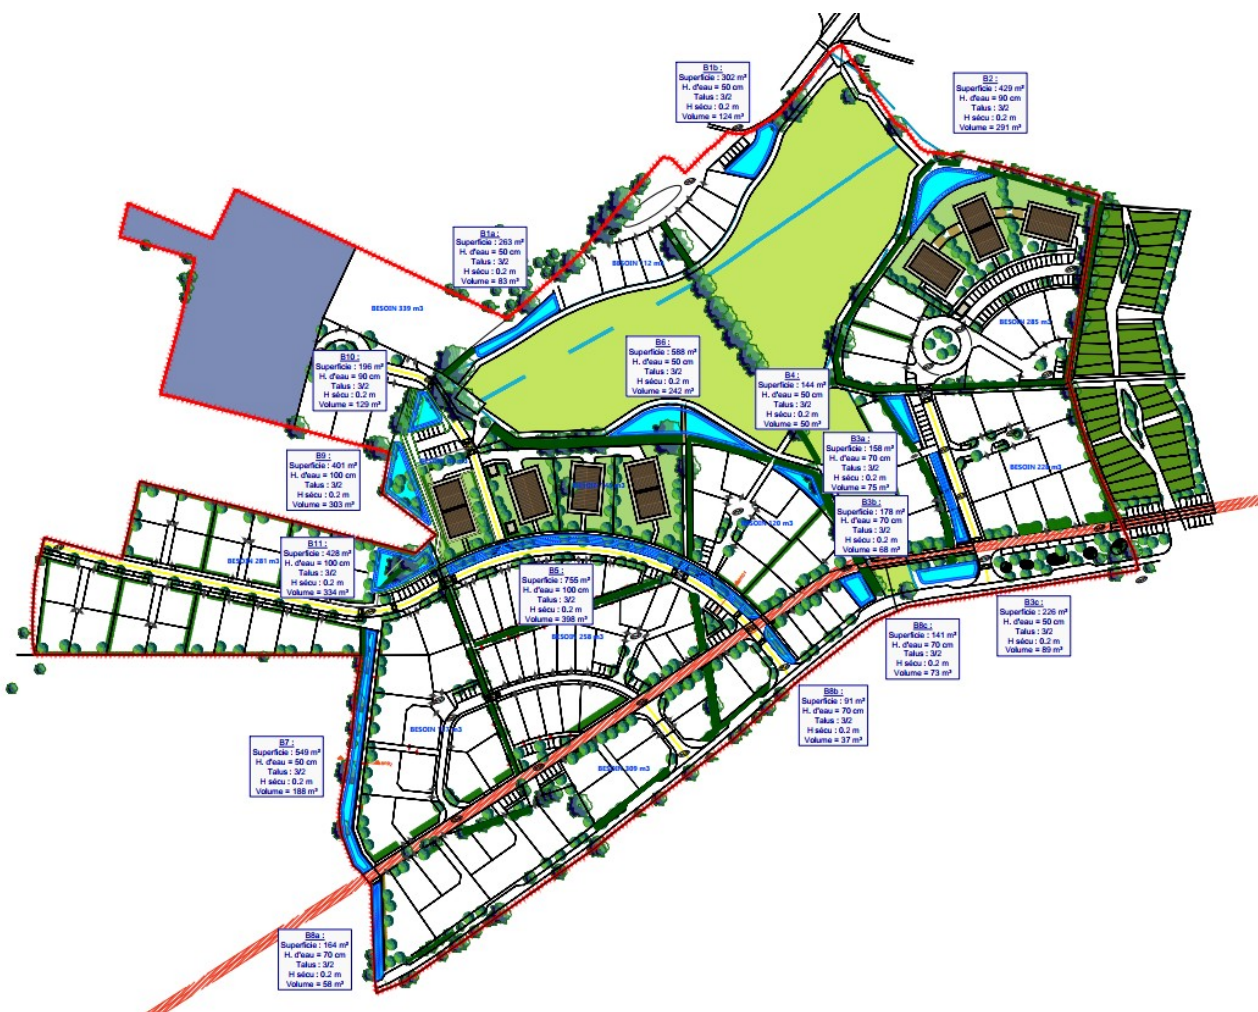 B1b :
Superficie : 302 m²
H. d'eau = 50 cm
Talus : 3/2
H sécu : 0.2 m
Volume = 124 m³
B2 :
Superficie : 429 m²
H. d'eau = 90 cm
Talus : 3/2
H sécu : 0.2 m
Volume = 291 m³
B1a :
Superficie : 263 m²
H. d'eau = 50 cm
Talus : 3/2
H sécu : 0.2 m
Volume = 83 m³
BESOIN 112 m3
BESOIN 339 m3
BESOIN 285 m3
B10 :
Superficie : 196 m²
H. d'eau = 90 cm
Talus : 3/2
H sécu : 0.2 m
Volume = 129 m³
B6 :
Superficie : 588 m²
H. d'eau = 50 cm
Talus : 3/2
H sécu : 0.2 m
Volume = 242 m³
B4 :
Superficie : 144 m²
H. d'eau = 50 cm
Talus : 3/2
H sécu : 0.2 m
Volume = 50 m³
B3a :
Superficie : 158 m²
H. d'eau = 70 cm
Talus : 3/2
H sécu : 0.2 m
Volume = 75 m³
B9 :
Superficie : 401 m²
H. d'eau = 100 cm
Talus : 3/2
H sécu : 0.2 m
Volume = 303 m³
BESOIN
m3
B3b :
Superficie : 178 m²
H. d'eau = 70 cm
Talus : 3/2
H sécu : 0.2 m
Volume = 68 m³
BESOIN 120 m3
B11 :
Superficie : 428 m²
H. d'eau = 100 cm
Talus : 3/2
H sécu : 0.2 m
Volume = 334 m³
BESOIN 281 m3
B5 :
Superficie : 755 m²
H. d'eau = 100 cm
Talus : 3/2
H sécu : 0.2 m
Volume = 398 m³
BESOIN 258 m3
B3c :
Superficie : 226 m²
H. d'eau = 50 cm
Talus : 3/2
H sécu : 0.2 m
Volume = 89 m³
B8c :
Superficie : 141 m²
H. d'eau = 70 cm
Talus : 3/2
H sécu : 0.2 m
Volume = 73 m³
B8b :
Superficie : 91 m²
H. d'eau = 70 cm
Talus : 3/2
H sécu : 0.2 m
Volume = 37 m³
BESOIN
m3
B7 :
Superficie : 549 m²
H. d'eau = 50 cm
Talus : 3/2
H sécu : 0.2 m
Volume = 188 m³
BESOIN 309 m3
B8a :
Superficie : 164 m²
H. d'eau = 70 cm
Talus : 3/2
H sécu : 0.2 m
Volume = 58 m³